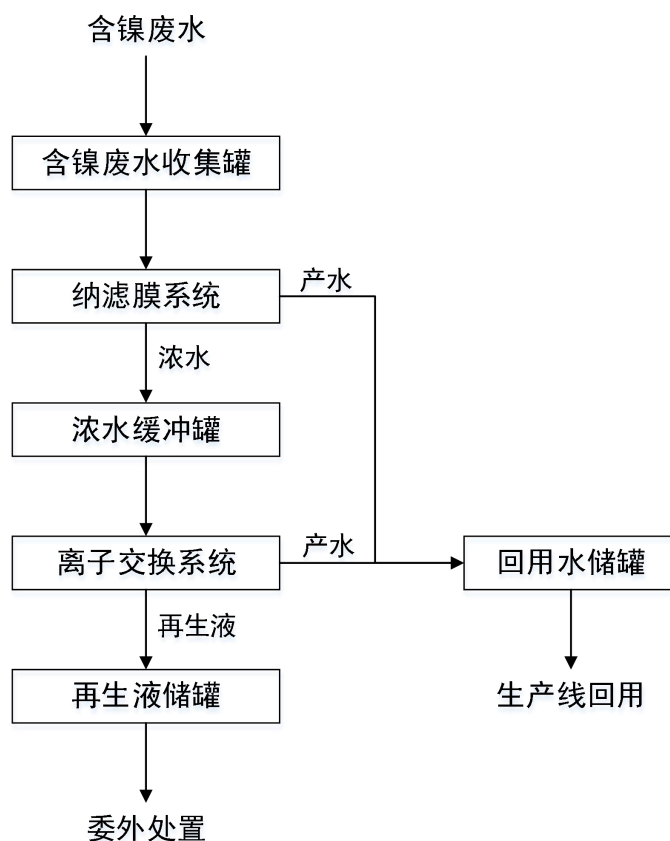 含镍废水
含镍废水收集罐
纳滤膜系统
产水
浓水
浓水缓冲罐
离子交换系统
产水
回用水储罐
再生液
再生液储罐
生产线回用
委外处置